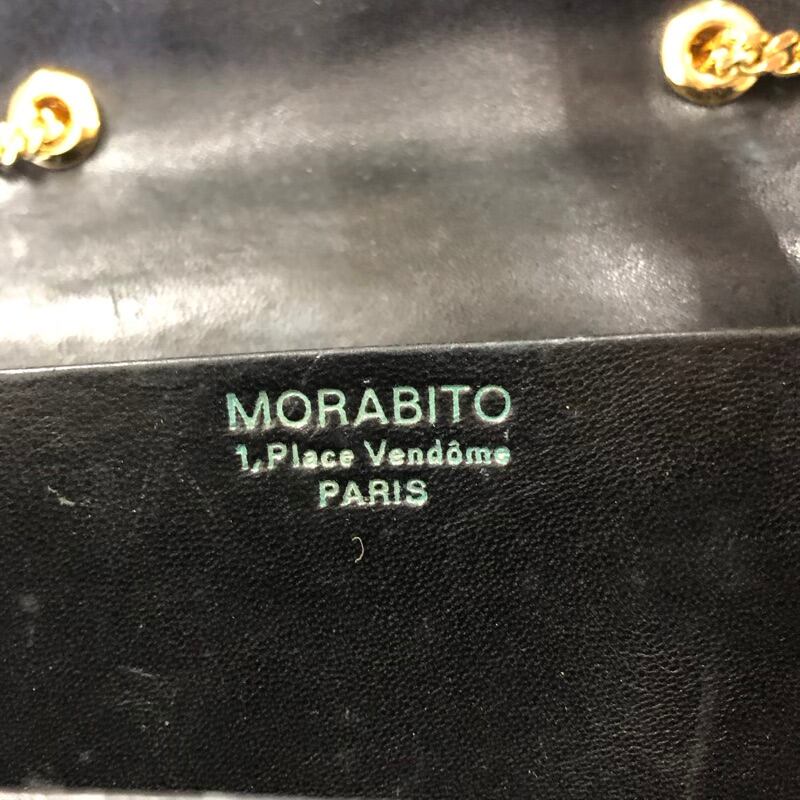 MORABITO
1, Place Vendôme
PARIS